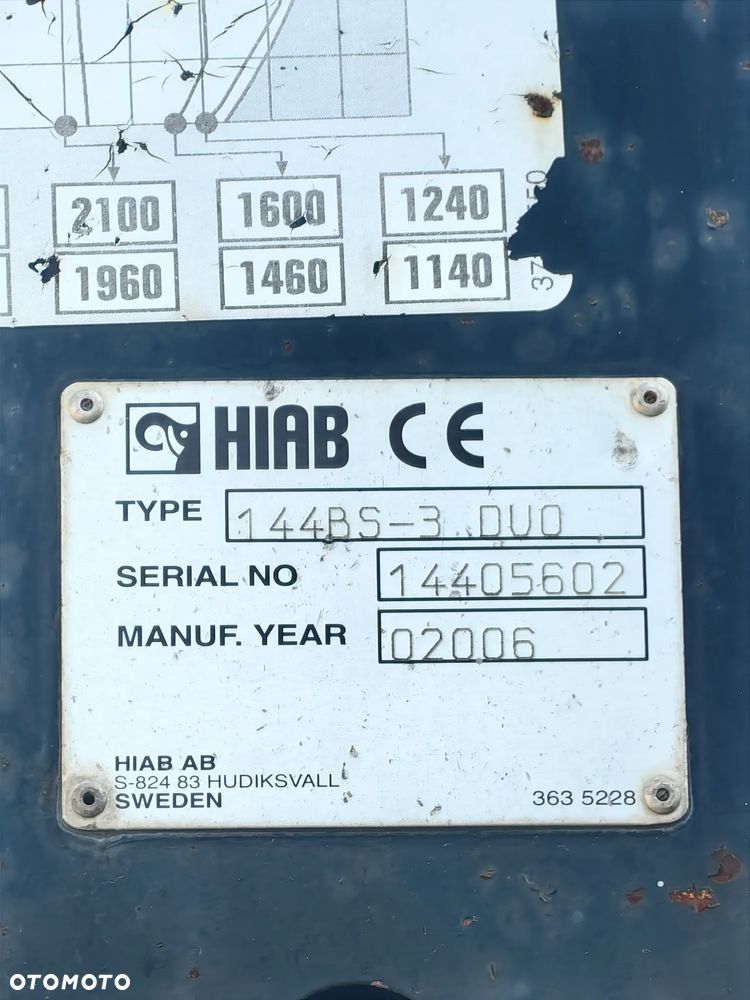 2100 1600 1240
1960 1460 1140
HIAB CE
TYPE 144BS-3 DUO
SERIAL NO 14405602
MANUF. YEAR 02006
HIAB AB
S-824 83 HUDIKSVALL
SWEDEN 363 5228
OTOMOTO